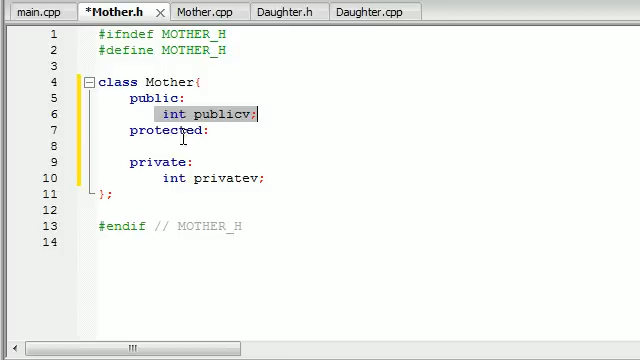 main.cpp *Mother.h Mother.cpp Daughter.h Daughter.cpp
1 #ifndef MOTHER_H
2 #define MOTHER_H
3
4 class Mother{
5 public:
6 int publicv;
7 protected:
8
9 private:
10 int privatev;
11 };
12
13 #endif // MOTHER_H
14